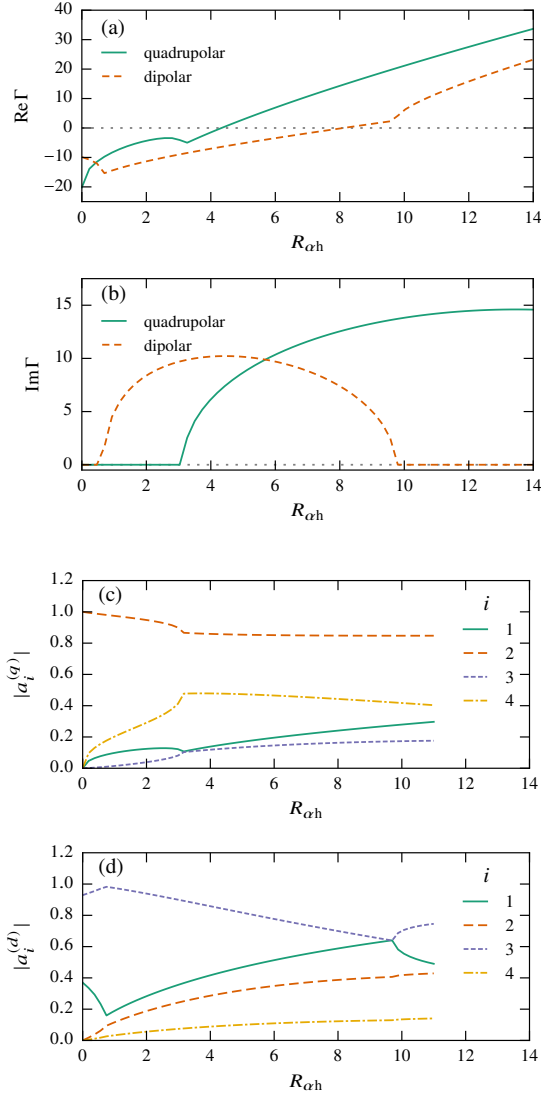 (a)
quadrupolar
dipolar
Re Γ
40
30
20
10
0
−10
−20
0 2 4 6 8 10 12 14
R_αh
(b)
quadrupolar
dipolar
Im Γ
15
10
5
0
0 2 4 6 8 10 12 14
R_αh
(c)
i
1
2
3
4
|a_i^(q)|
1.2
1.0
0.8
0.6
0.4
0.2
0.0
0 2 4 6 8 10 12 14
R_αh
(d)
i
1
2
3
4
|a_i^(d)|
1.2
1.0
0.8
0.6
0.4
0.2
0.0
0 2 4 6 8 10 12 14
R_αh